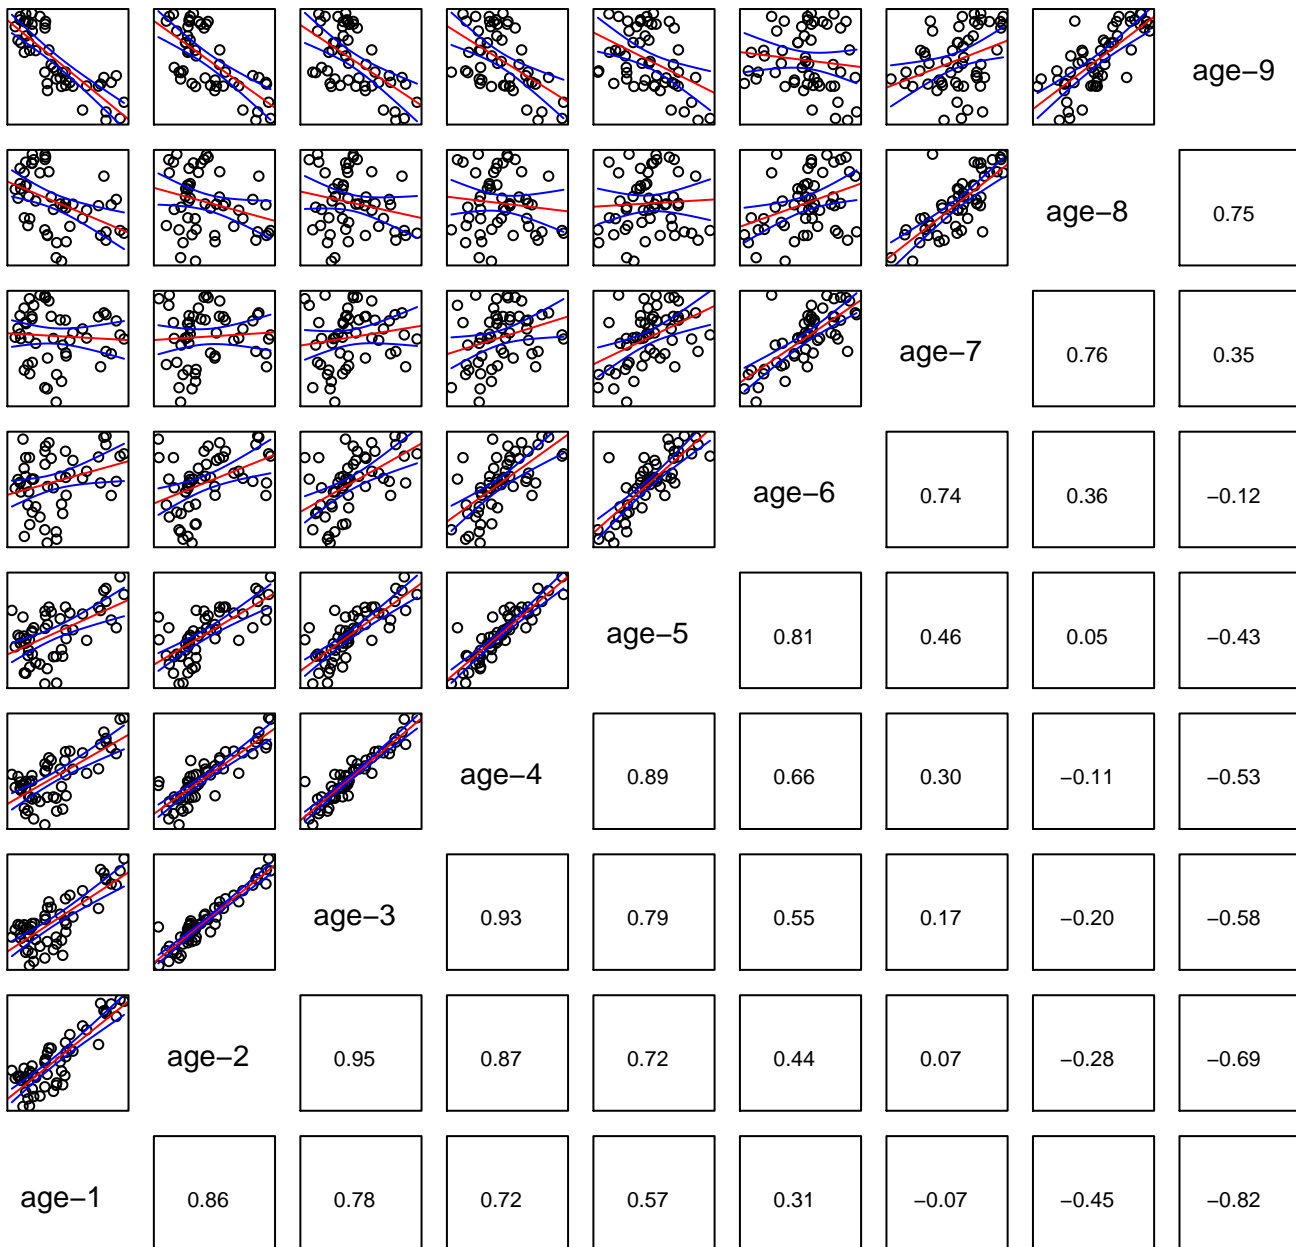 age−9
age−8 0.75
age−7 0.76 0.35
age−6 0.74 0.36 −0.12
age−5 0.81 0.46 0.05 −0.43
age−4 0.89 0.66 0.30 −0.11 −0.53
age−3 0.93 0.79 0.55 0.17 −0.20 −0.58
age−2 0.95 0.87 0.72 0.44 0.07 −0.28 −0.69
age−1 0.86 0.78 0.72 0.57 0.31 −0.07 −0.45 −0.82